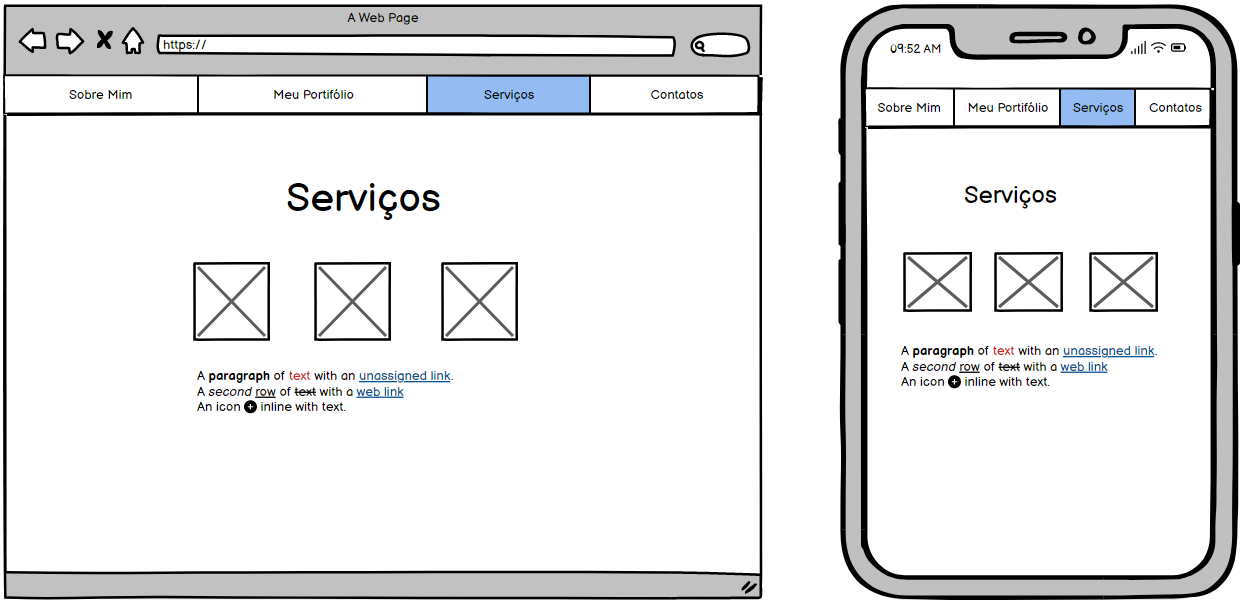 A Web Page
https://
Sobre Mim Meu Portifólio Serviços Contatos
Serviços
A paragraph of text with an unassigned link.
A second row of text with a web link
An icon + inline with text.
09:52 AM
Sobre Mim Meu Portifólio Serviços Contatos
Serviços
A paragraph of text with an unassigned link.
A second row of text with a web link
An icon + inline with text.